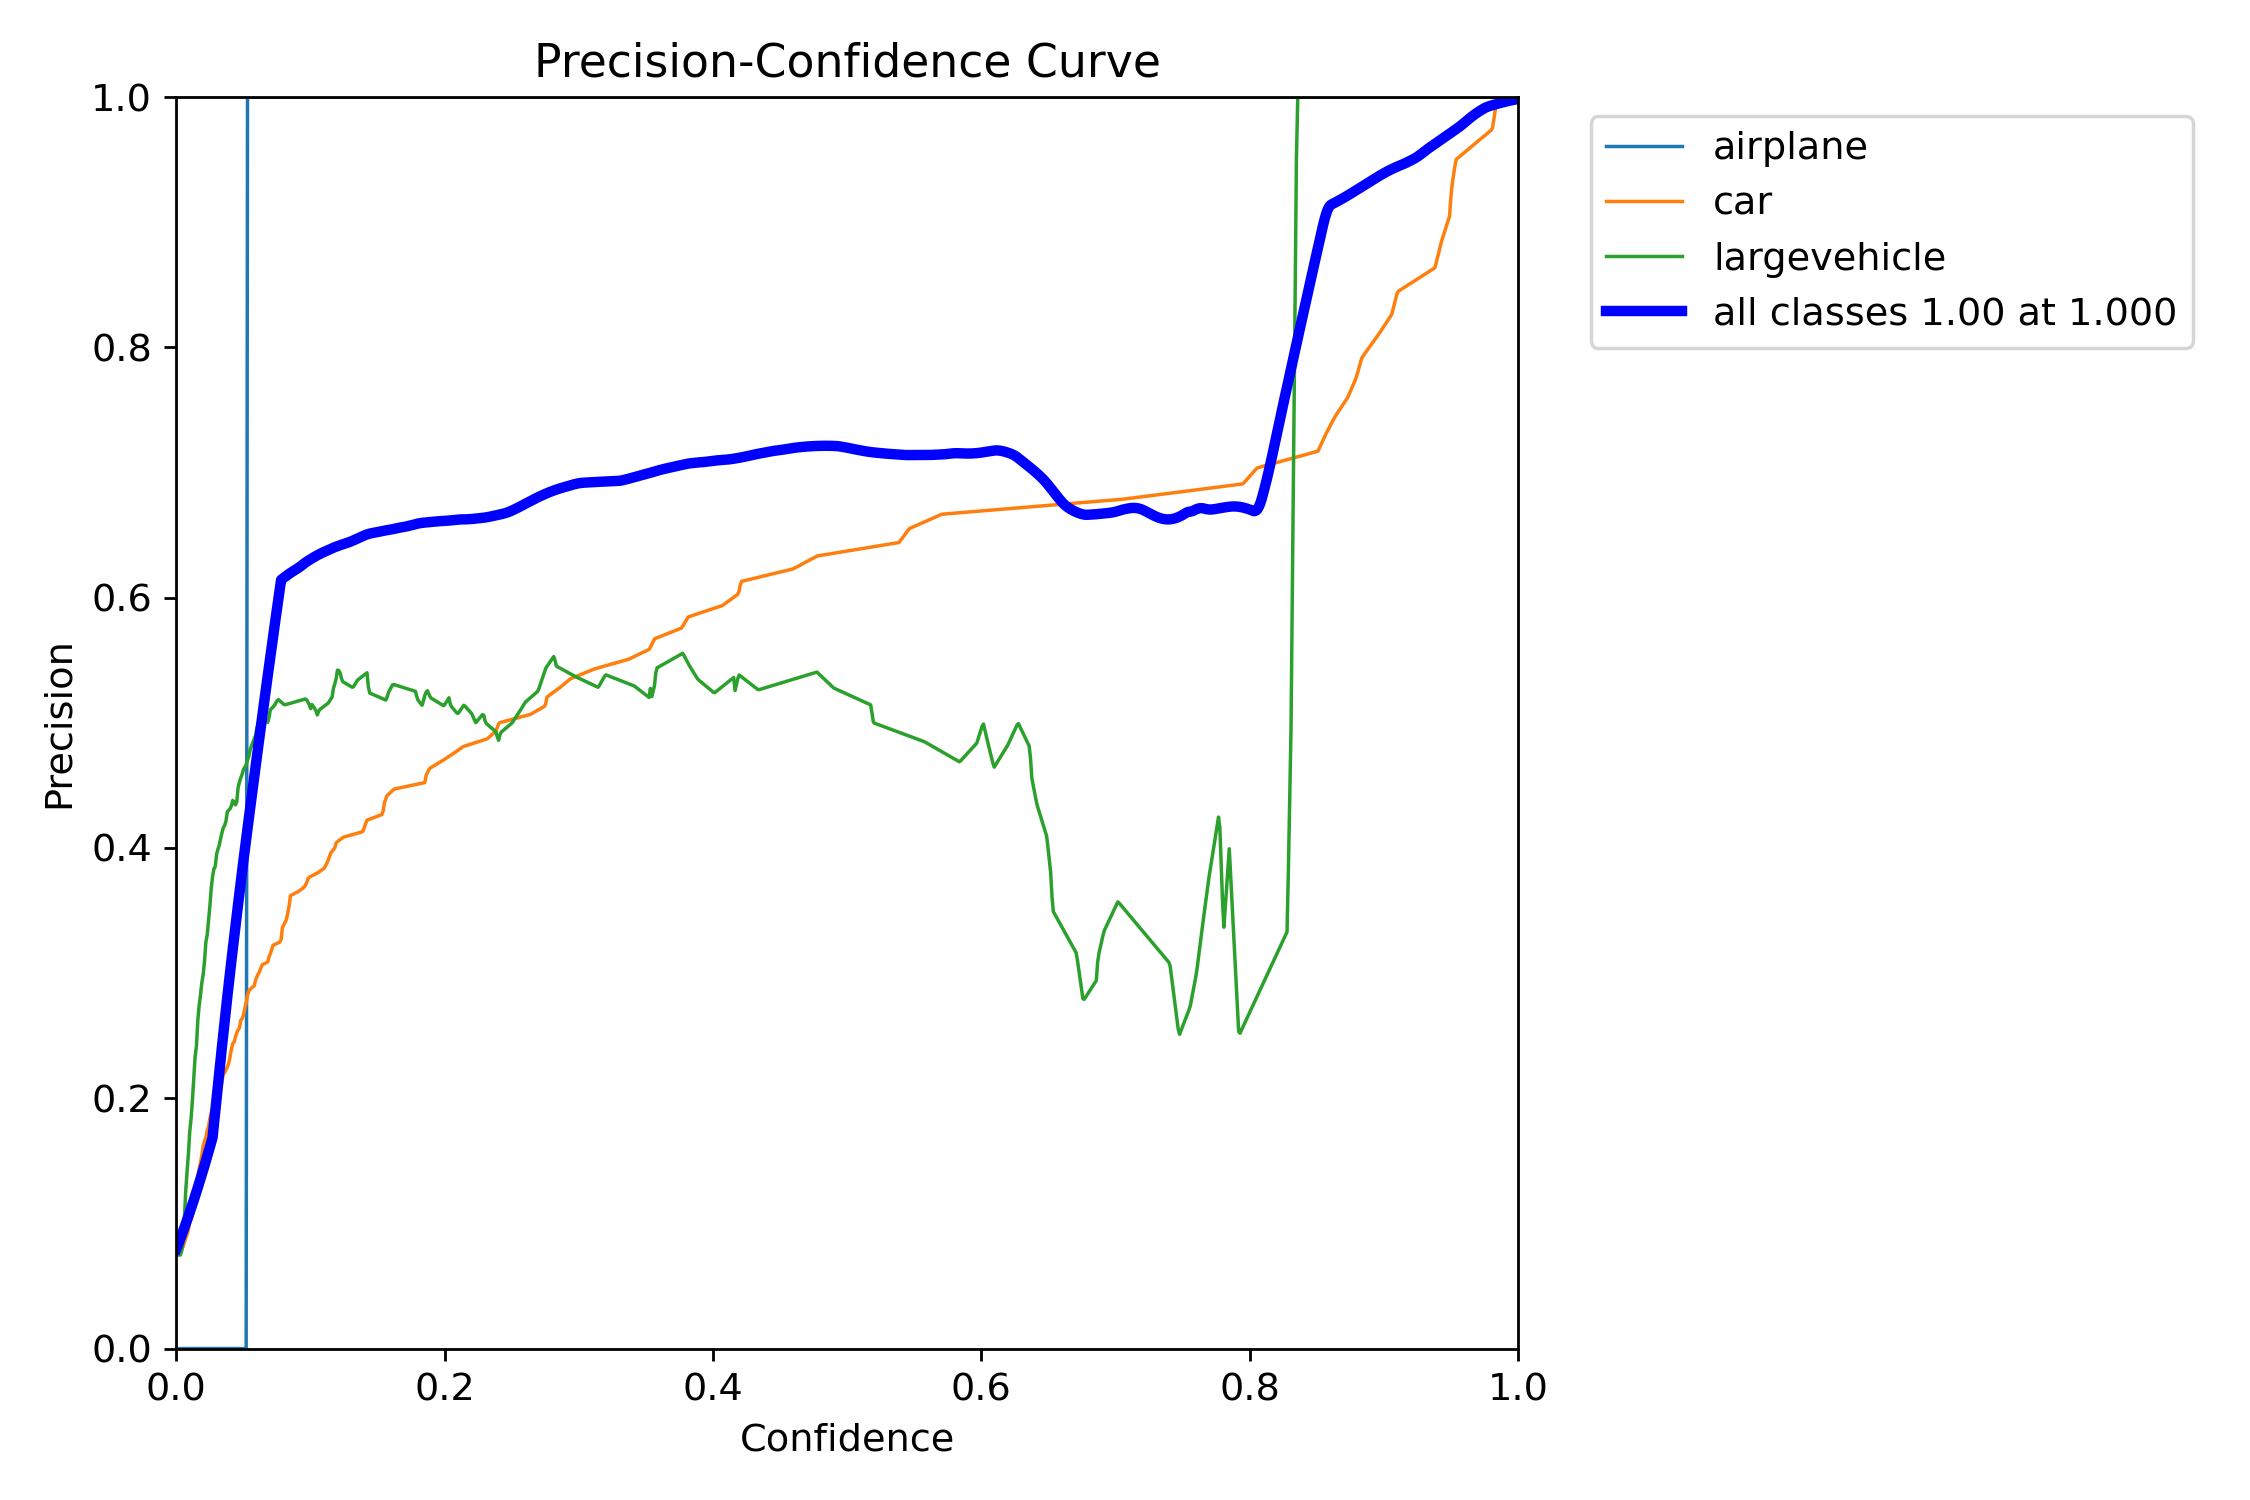 Precision-Confidence Curve
1.0
0.8
0.6
0.4
0.2
0.0
Precision
0.0 0.2 0.4 0.6 0.8 1.0
Confidence
airplane
car
largevehicle
all classes 1.00 at 1.000